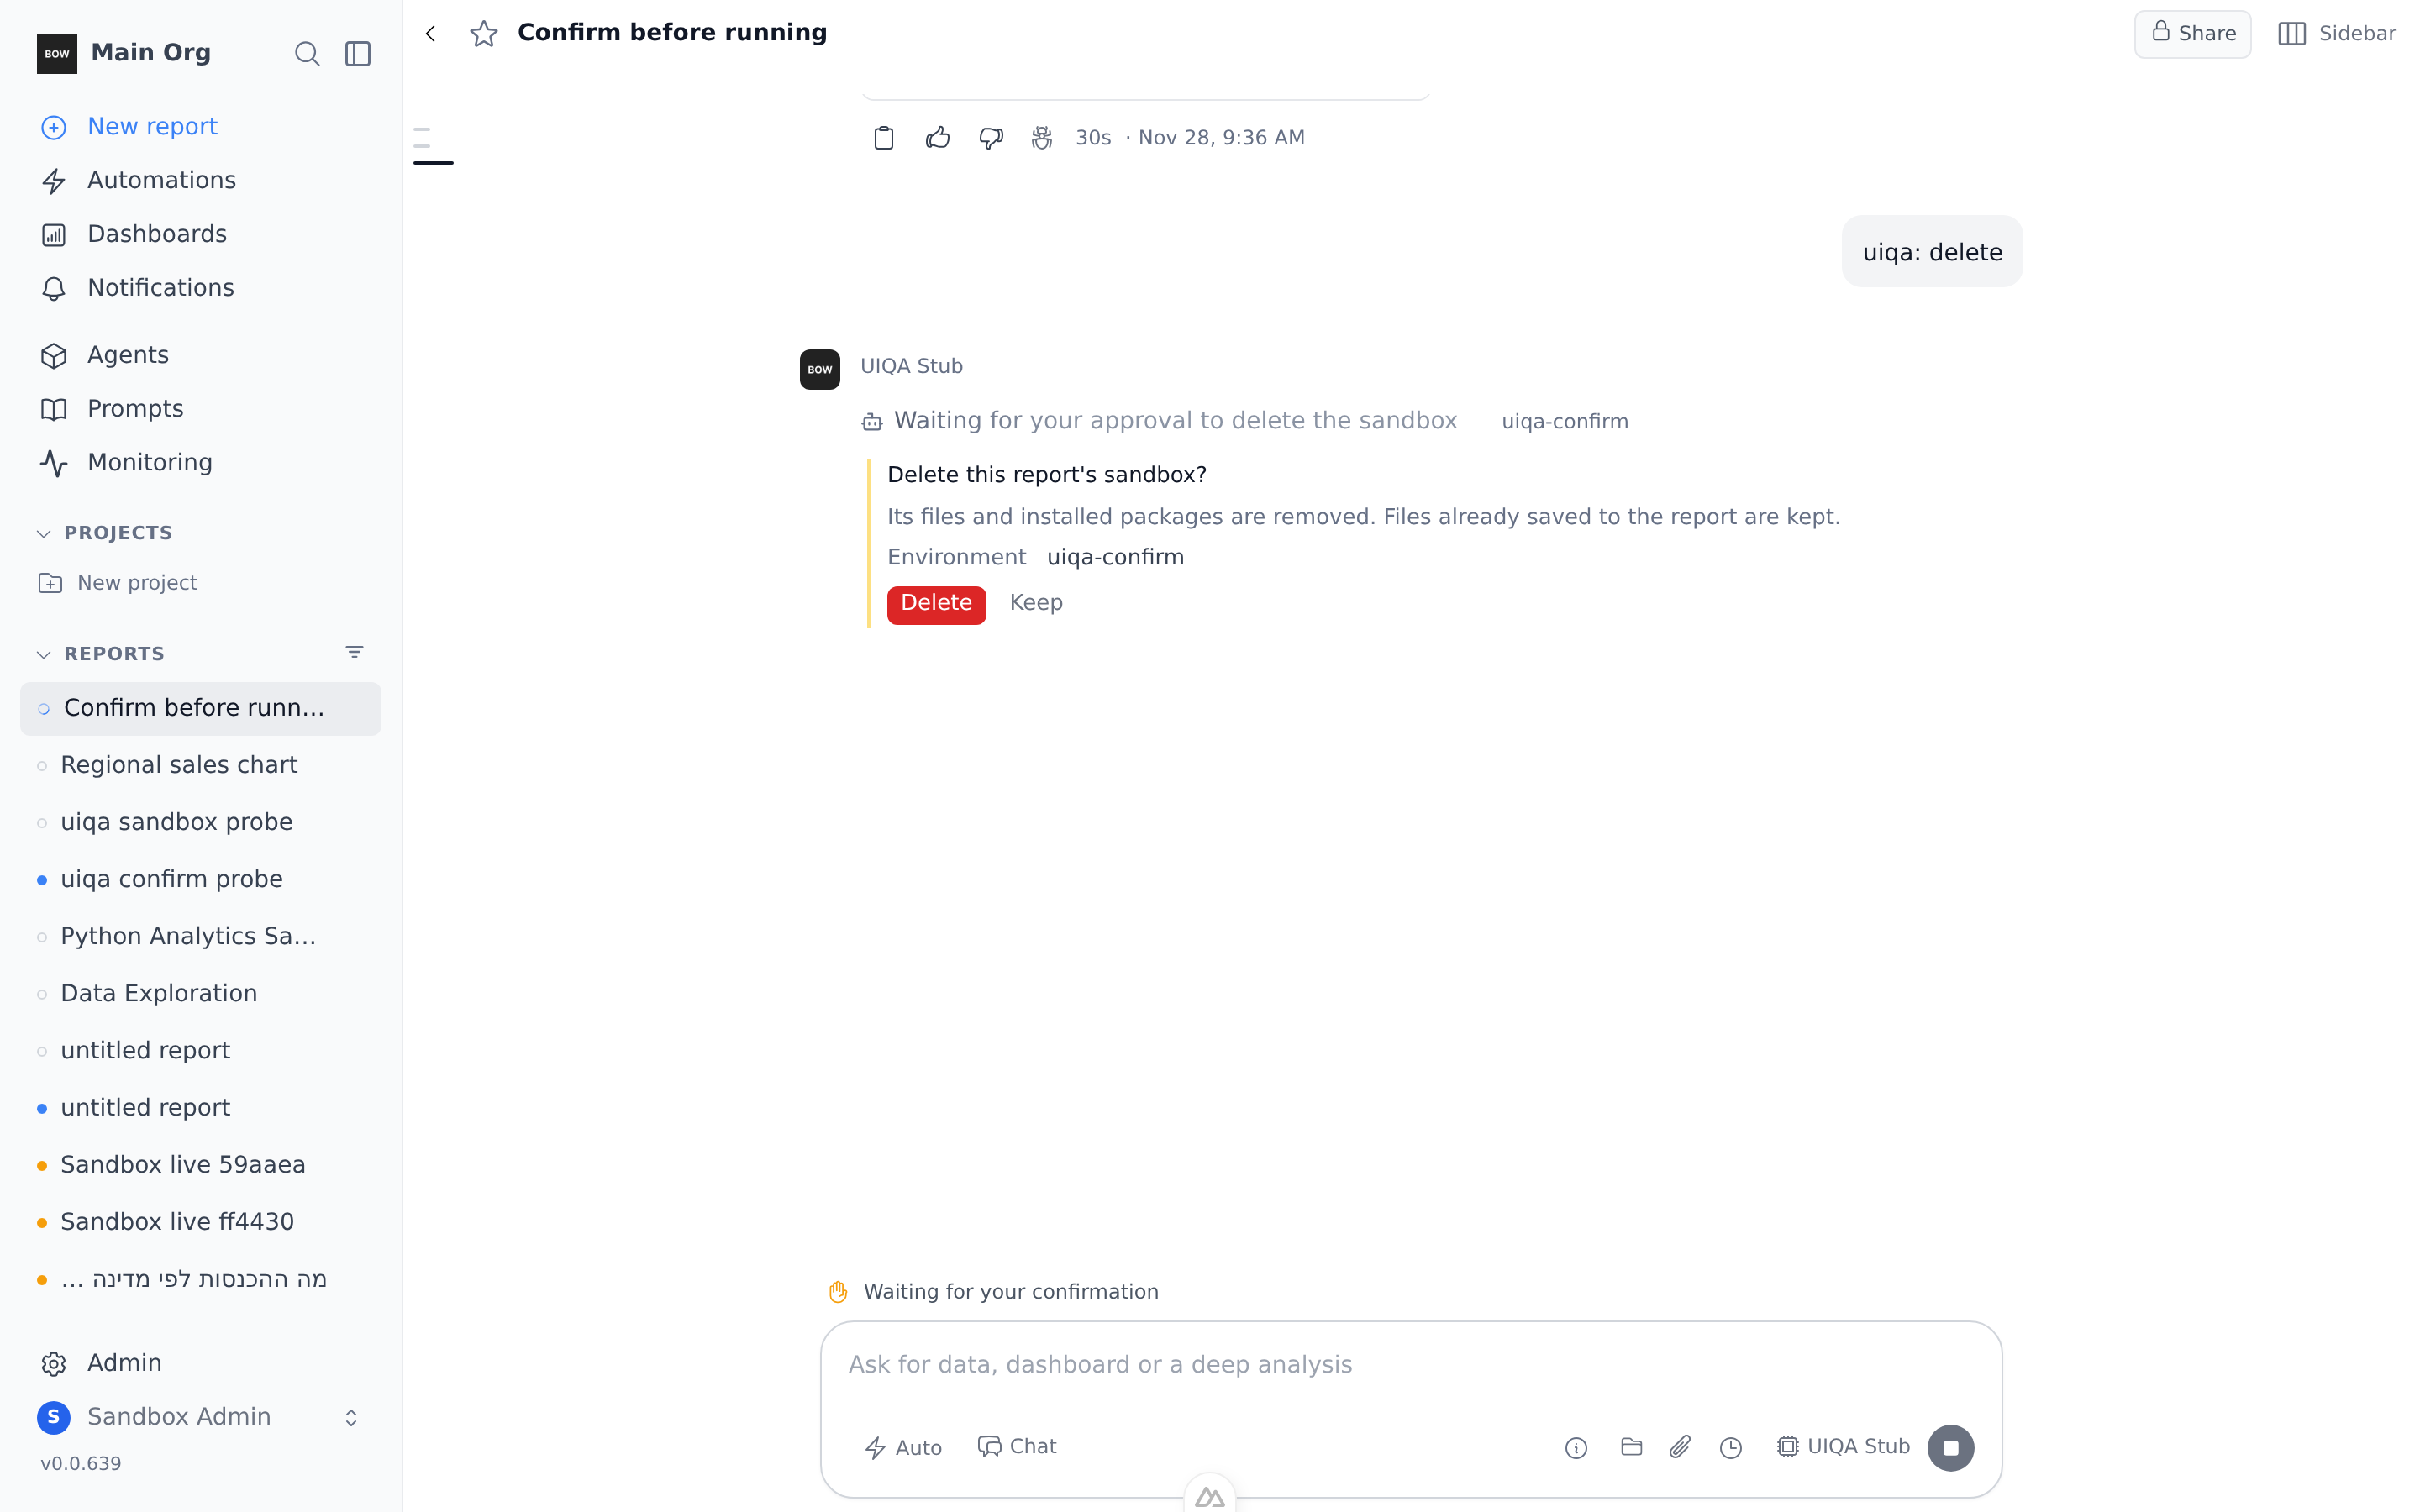 BOW
Main Org
New report
Automations
Dashboards
Notifications
Agents
Prompts
Monitoring
PROJECTS
New project
REPORTS
Confirm before runn...
Regional sales chart
uiqa sandbox probe
uiqa confirm probe
Python Analytics Sa...
Data Exploration
untitled report
untitled report
Sandbox live 59aaea
Sandbox live ff4430
מה ההכנסות לפי מדינה ...
Admin
S Sandbox Admin
v0.0.639
Confirm before running
Share
Sidebar
30s · Nov 28, 9:36 AM
uiqa: delete
BOW
UIQA Stub
Waiting for your approval to delete the sandbox uiqa-confirm
Delete this report's sandbox?
Its files and installed packages are removed. Files already saved to the report are kept.
Environment uiqa-confirm
Delete Keep
Waiting for your confirmation
Ask for data, dashboard or a deep analysis
Auto Chat UIQA Stub